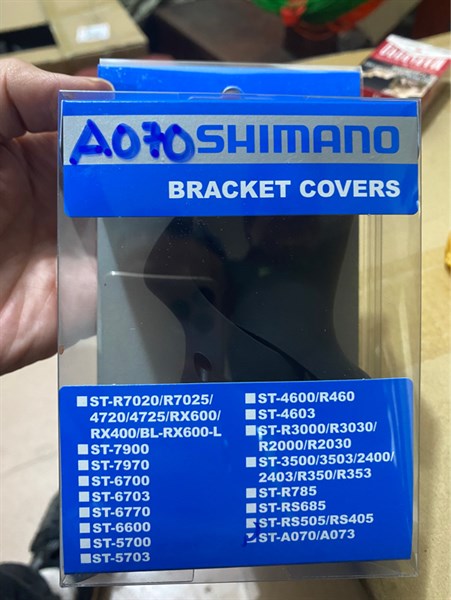 A070 SHIMANO
BRACKET COVERS
ST-R7020/R7025/
4720/4725/RX600/
RX400/BL-RX600-L
ST-7900
ST-7970
ST-6700
ST-6703
ST-6770
ST-6600
ST-5700
ST-5703
ST-4600/R460
ST-4603
ST-R3000/R3030/
R2000/R2030
ST-3500/3503/2400/
2403/R350/R353
ST-R785
ST-RS685
ST-RS505/RS405
ST-A070/A073